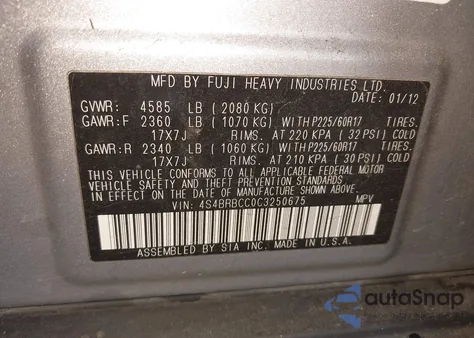 MFD BY FUJI HEAVY INDUSTRIES LTD.
DATE: 01/12
GVWR: 4585 LB (2080 KG)
GAWR:F 2360 LB (1070 KG) WITH P225/60R17 TIRES.
17X7J RIMS. AT 220 KPA (32 PSI) COLD
GAWR:R 2340 LB (1060 KG) WITH P225/60R17 TIRES.
17X7J RIMS. AT 210 KPA (30 PSI) COLD
THIS VEHICLE CONFORMS TO ALL APPLICABLE FEDERAL MOTOR
VEHICLE SAFETY AND THEFT PREVENTION STANDARDS
IN EFFECT ON THE DATE OF MANUFACTURE SHOWN ABOVE.
VIN: 4S4BRBCC0C3250675 MPV
ASSEMBLED BY SIA INC. MADE IN U.S.A.
autoSnap